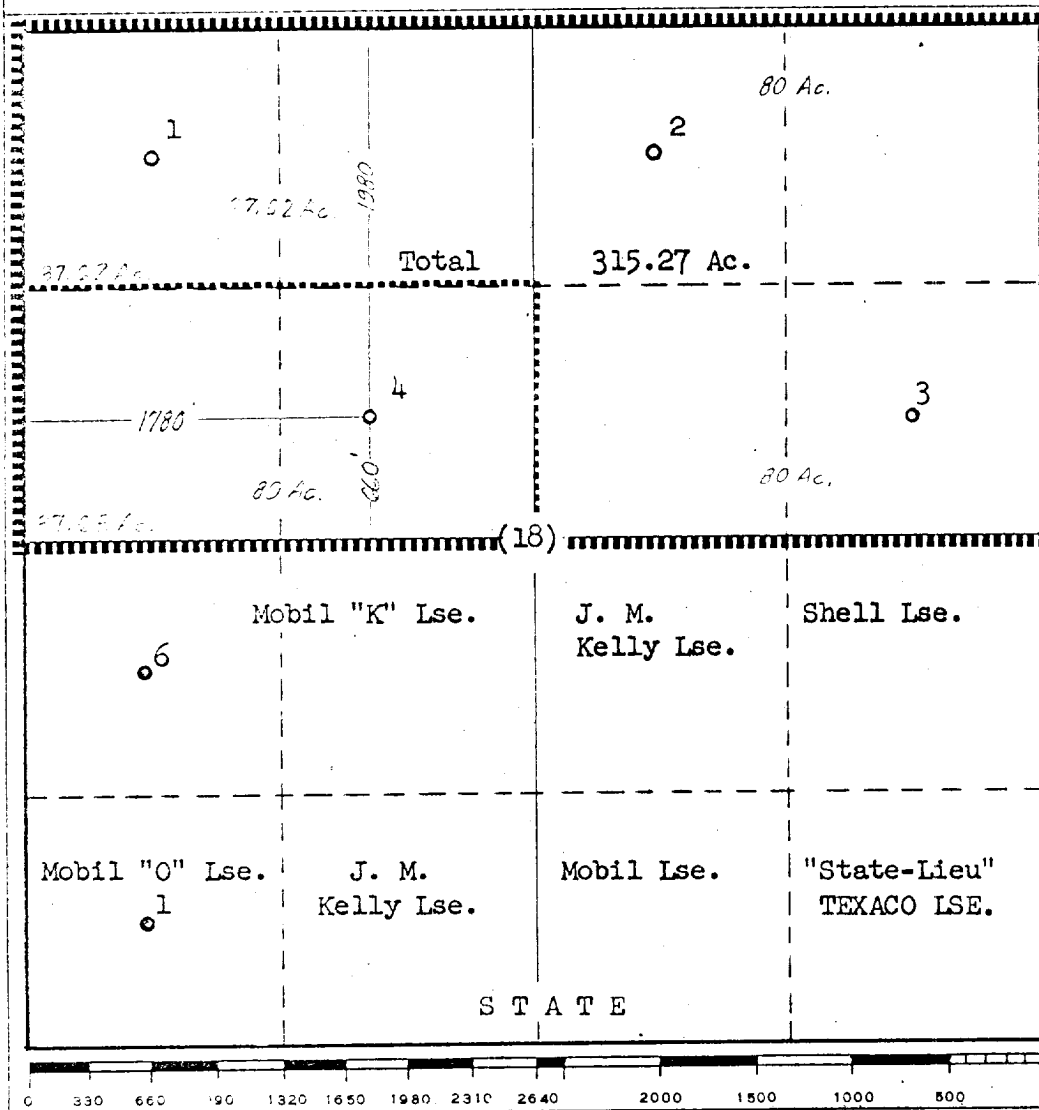 80 Ac.
1
2
1980
Total 315.27 Ac.
4
3
1780'
660'
80 Ac.
80 Ac.
(18)
Mobil "K" Lse. J. M. Kelly Lse. Shell Lse.
6
Mobil "O" Lse. J. M. Kelly Lse. Mobil Lse. "State-Lieu" TEXACO LSE.
1
S T A T E
0 330 660 1320 1650 1980 2310 2640 2000 1500 1000 500